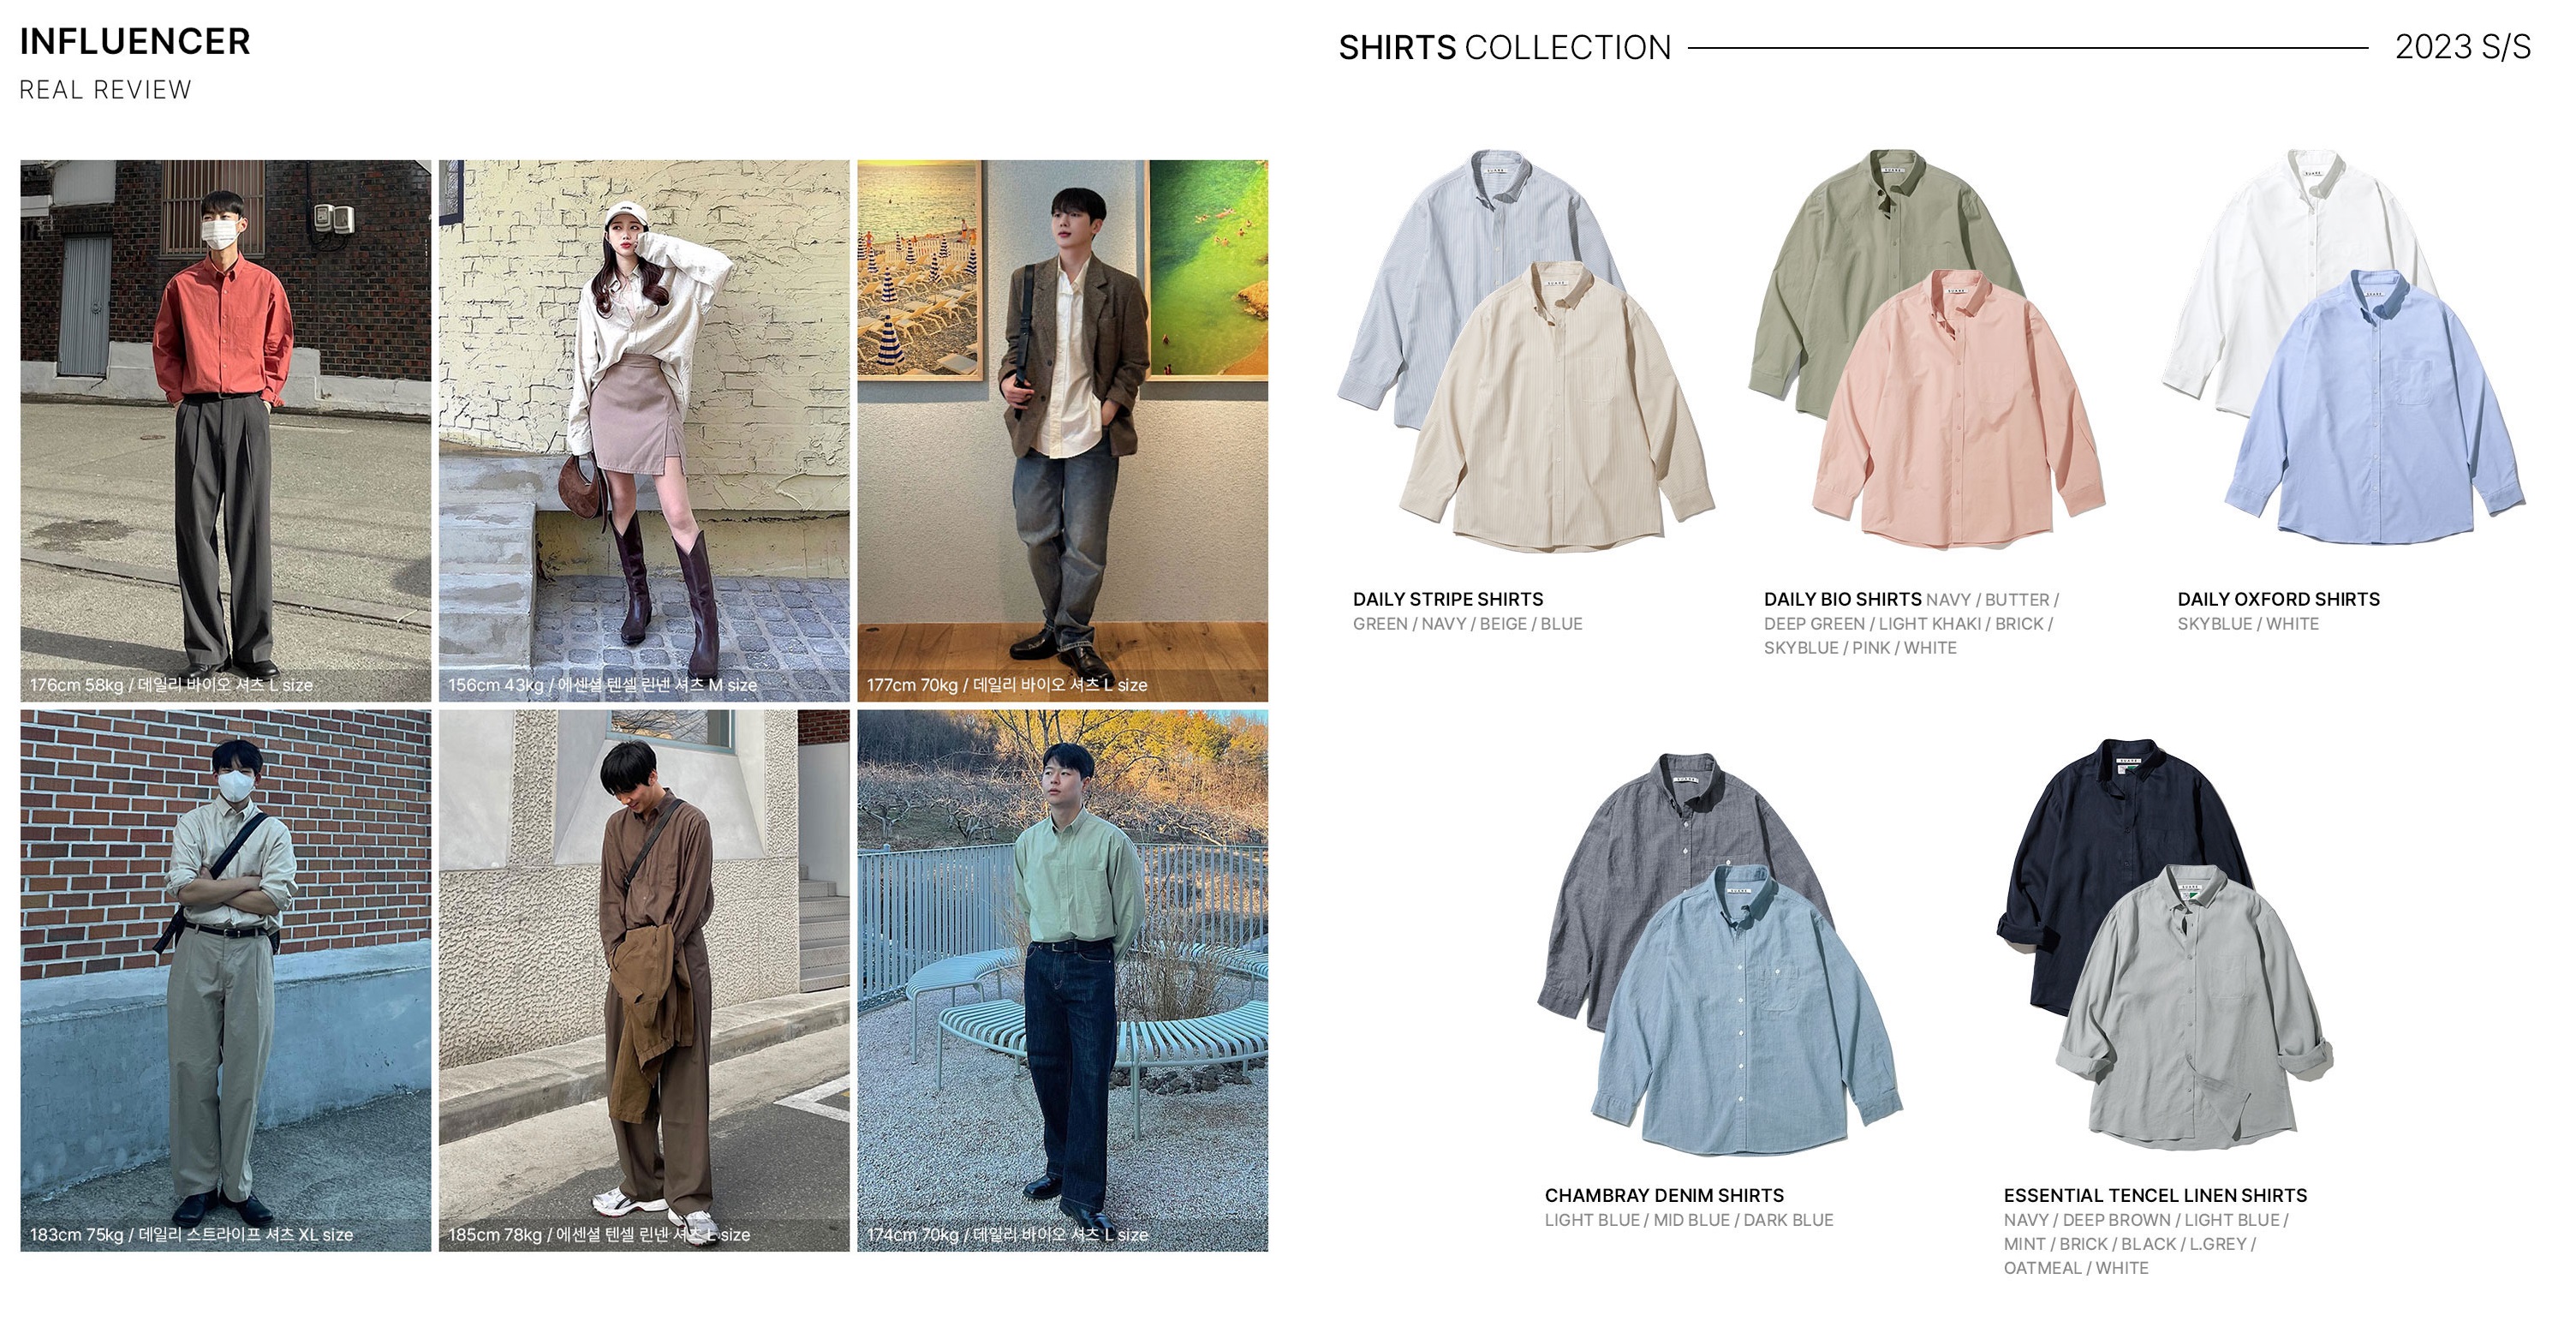 INFLUENCER
REAL REVIEW
176cm 58kg / 데일리 바이오 셔츠 L size
156cm 43kg / 에센셜 텐셀 린넨 셔츠 M size
177cm 70kg / 데일리 바이오 셔츠 L size
183cm 75kg / 데일리 스트라이프 셔츠 XL size
185cm 78kg / 에센셜 텐셀 린넨 셔츠 L size
174cm 70kg / 데일리 바이오 셔츠 L size
SHIRTS COLLECTION
2023 S/S
DAILY STRIPE SHIRTS
GREEN / NAVY / BEIGE / BLUE
DAILY BIO SHIRTS NAVY / BUTTER /
DEEP GREEN / LIGHT KHAKI / BRICK /
SKYBLUE / PINK / WHITE
DAILY OXFORD SHIRTS
SKYBLUE / WHITE
CHAMBRAY DENIM SHIRTS
LIGHT BLUE / MID BLUE / DARK BLUE
ESSENTIAL TENCEL LINEN SHIRTS
NAVY / DEEP BROWN / LIGHT BLUE /
MINT / BRICK / BLACK / L.GREY /
OATMEAL / WHITE